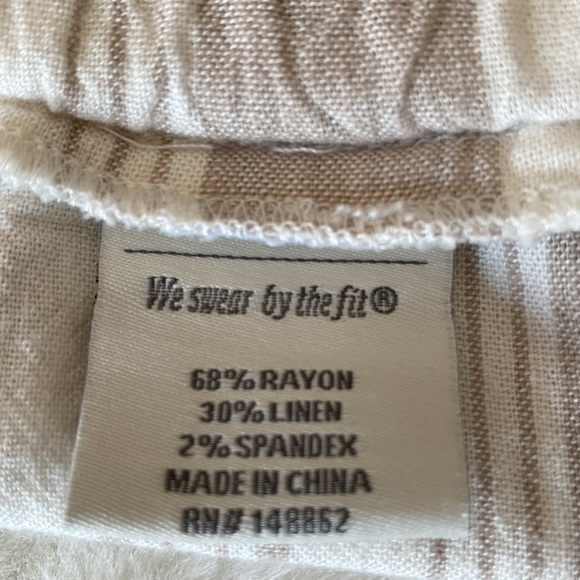 We swear by the fit®
68% RAYON
30% LINEN
2% SPANDEX
MADE IN CHINA
RN# 148862